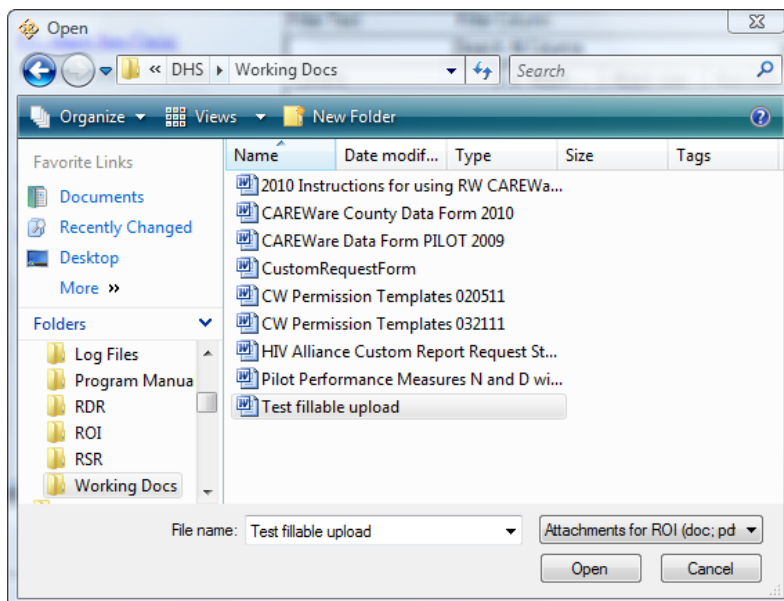 Open
« DHS Working Docs Search
Organize Views New Folder
Favorite Links
Documents
Recently Changed
Desktop
More »
Folders
Log Files
Program Manua
RDR
ROI
RSR
Working Docs
Name Date modif... Type Size Tags
2010 Instructions for using RW CAREWa...
CAREWare County Data Form 2010
CAREWare Data Form PILOT 2009
CustomRequestForm
CW Permission Templates 020511
CW Permission Templates 032111
HIV Alliance Custom Report Request St...
Pilot Performance Measures N and D wi...
Test fillable upload
File name: Test fillable upload Attachments for ROI (doc; pd
Open Cancel